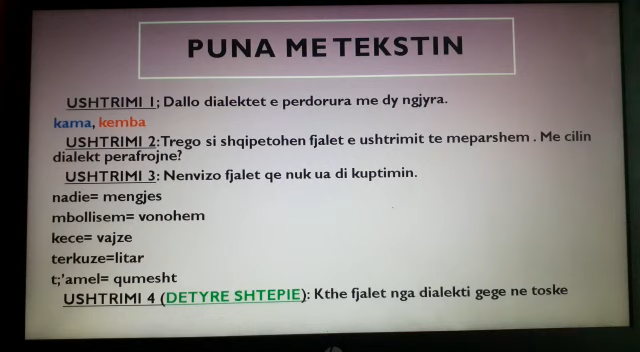 PUNA ME TEKSTIN
USHTRIMI 1; Dallo dialektet e perdorura me dy ngjyra.
kama, kemba
USHTRIMI 2:Trego si shqipetohen fjalet e ushtrimit te meparshem . Me cilin
dialekt perafrojne?
USHTRIMI 3: Nenvizo fjalet qe nuk ua di kuptimin.
nadie= mengjes
mbollisem= vonohem
kece= vajze
terkuze=litar
t;'amel= qumesht
USHTRIMI 4 (DETYRE SHTEPIE): Kthe fjalet nga dialekti gege ne toske